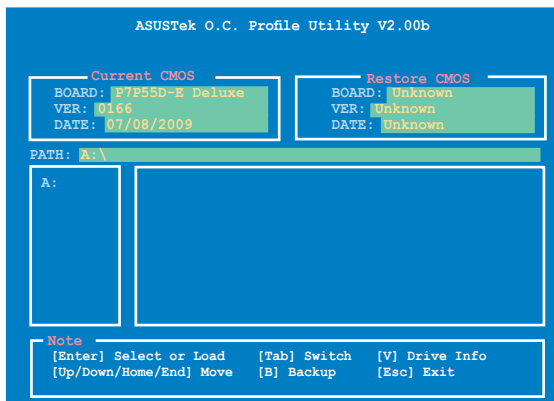 ASUSTek O.C. Profile Utility V2.00b
Current CMOS
BOARD: P7P55D-E Deluxe
VER: 0166
DATE: 07/08/2009
Restore CMOS
BOARD: Unknown
VER: Unknown
DATE: Unknown
PATH: A:\
A:
Note
[Enter] Select or Load [Tab] Switch [V] Drive Info
[Up/Down/Home/End] Move [B] Backup [Esc] Exit